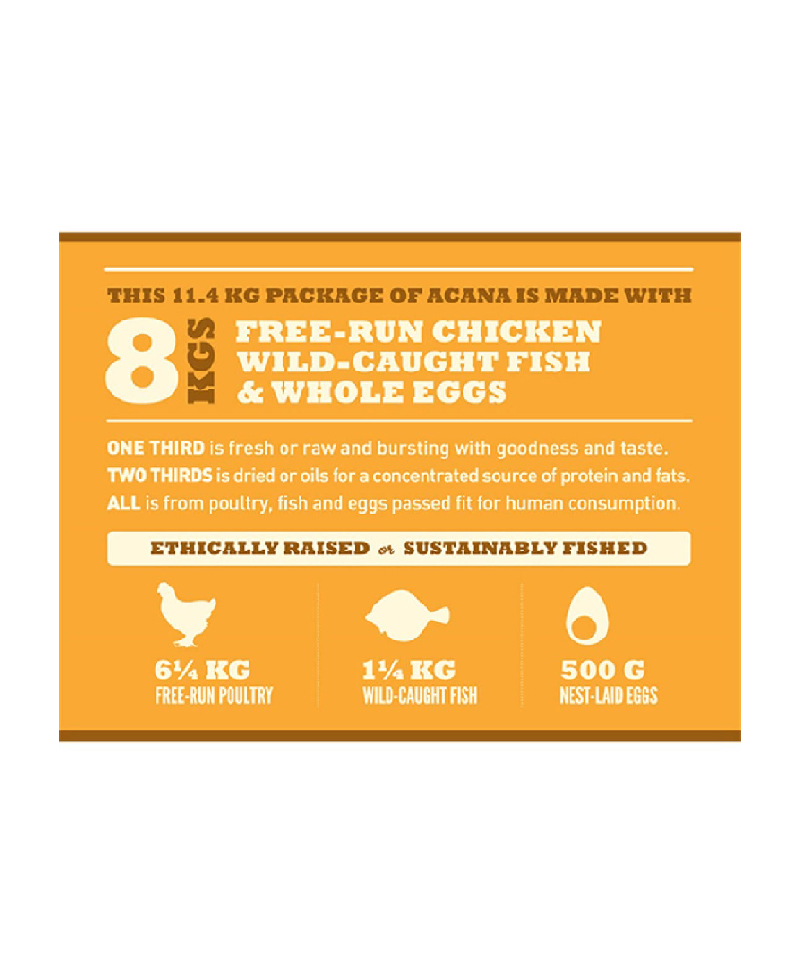 THIS 11.4 KG PACKAGE OF ACANA IS MADE WITH
8 KGS
FREE-RUN CHICKEN
WILD-CAUGHT FISH
& WHOLE EGGS
ONE THIRD is fresh or raw and bursting with goodness and taste.
TWO THIRDS is dried or oils for a concentrated source of protein and fats.
ALL is from poultry, fish and eggs passed fit for human consumption.
ETHICALLY RAISED or SUSTAINABLY FISHED
6¼ KG
FREE-RUN POULTRY
1¼ KG
WILD-CAUGHT FISH
500 G
NEST-LAID EGGS